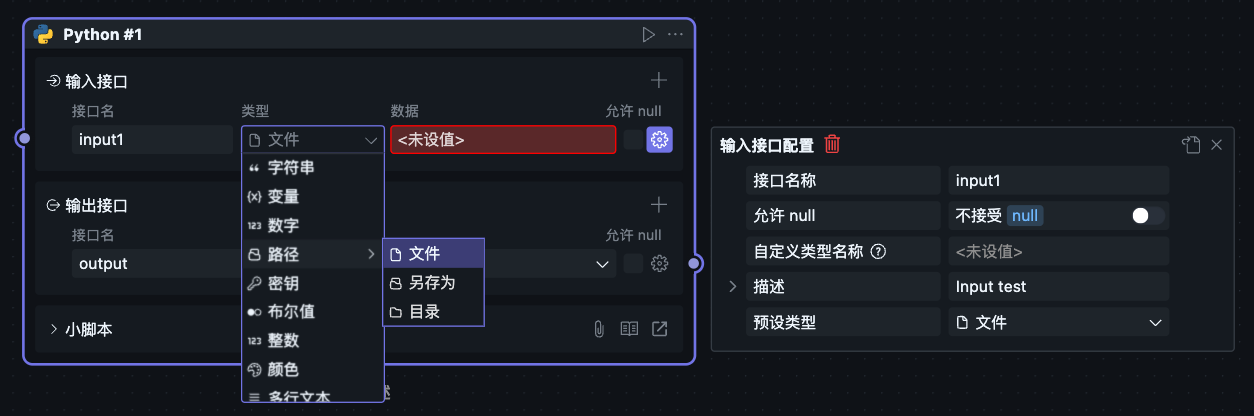 Python #1
输入接口
接口名 类型 数据 允许 null
input1 文件 <未设值>
字符串
变量
数字
路径
密钥
布尔值
整数
颜色
多行文本
文件
另存为
目录
输出接口
接口名 允许 null
output
小脚本
输入接口配置
接口名称 input1
允许 null 不接受 null
自定义类型名称 <未设值>
描述 Input test
预设类型 文件